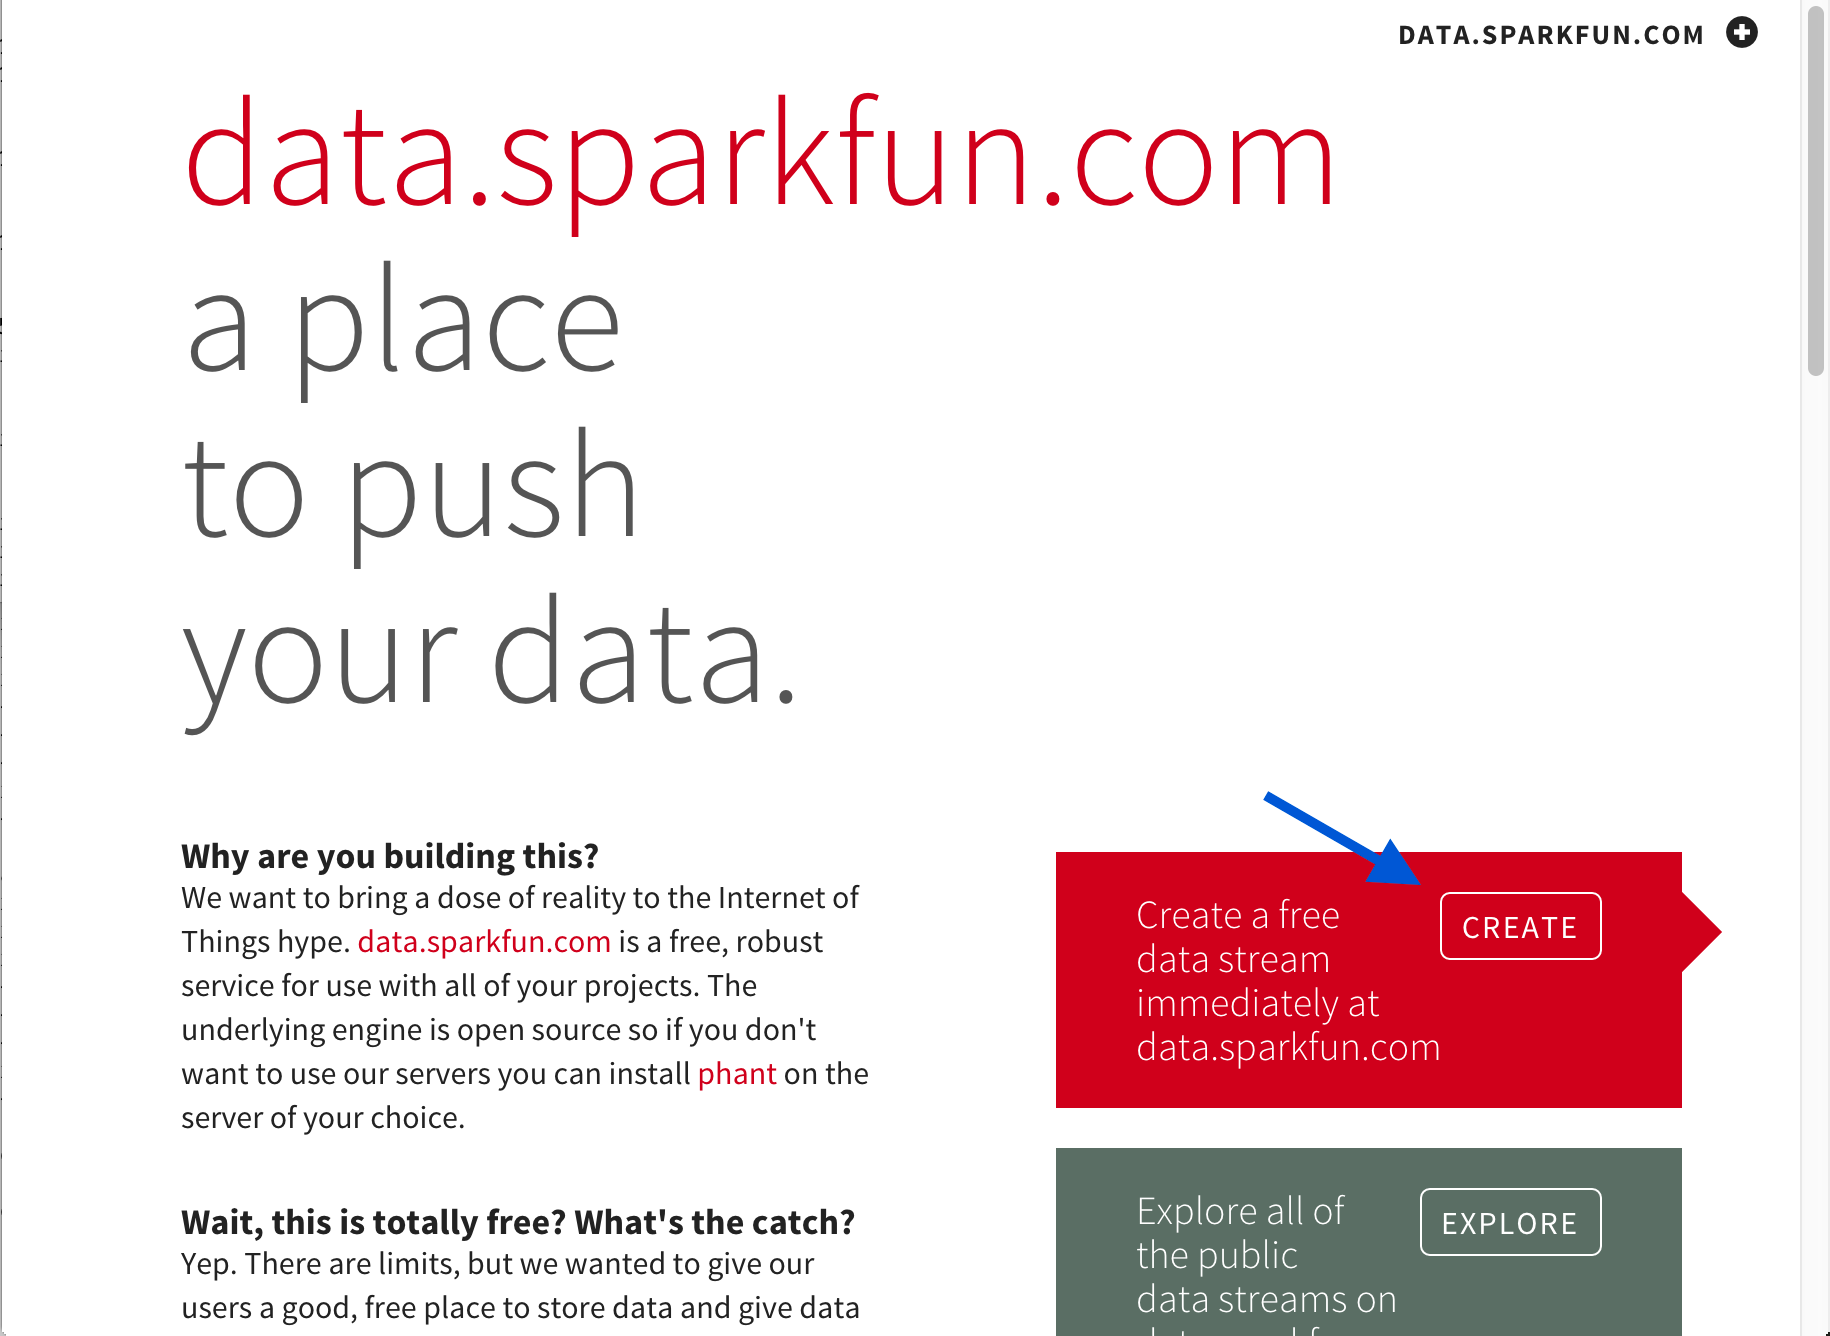 DATA.SPARKFUN.COM
data.sparkfun.com
a place
to push
your data.
Why are you building this?
We want to bring a dose of reality to the Internet of
Things hype. data.sparkfun.com is a free, robust
service for use with all of your projects. The
underlying engine is open source so if you don't
want to use our servers you can install phant on the
server of your choice.
Wait, this is totally free? What's the catch?
Yep. There are limits, but we wanted to give our
users a good, free place to store data and give data
Create a free
data stream
immediately at
data.sparkfun.com
CREATE
Explore all of
the public
data streams on
EXPLORE